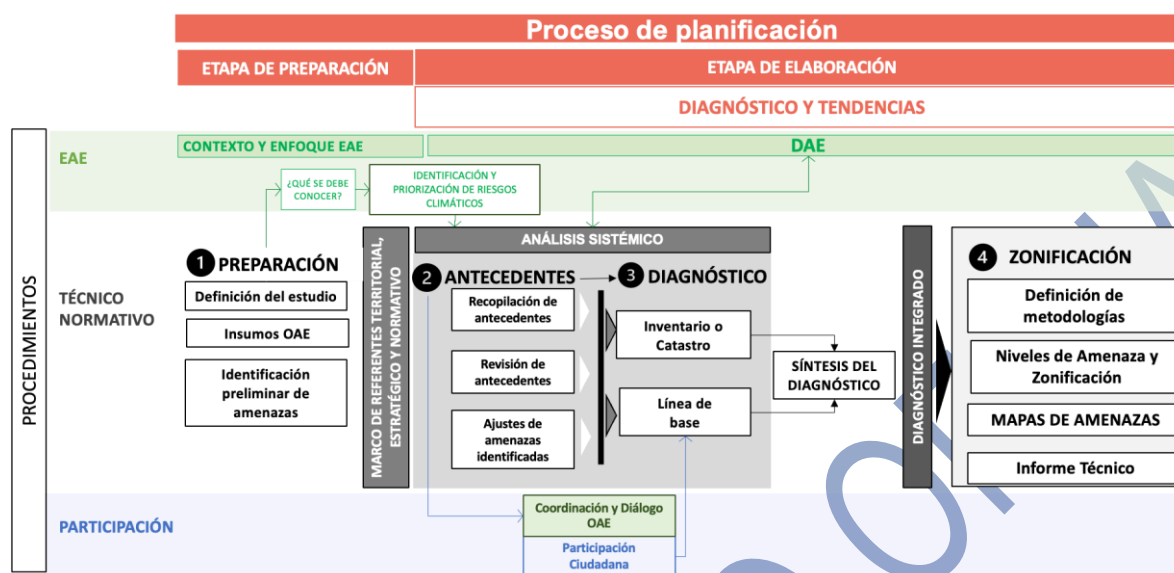 Proceso de planificación
ETAPA DE PREPARACIÓN
ETAPA DE ELABORACIÓN
DIAGNÓSTICO Y TENDENCIAS
PROCEDIMIENTOS
EAE
CONTEXTO Y ENFOQUE EAE
DAE
¿QUÉ SE DEBE
CONOCER?
IDENTIFICACIÓN Y
PRIORIZACIÓN DE RIESGOS
CLIMÁTICOS
TÉCNICO
NORMATIVO
1 PREPARACIÓN
Definición del estudio
Insumos OAE
Identificación
preliminar de
amenazas
MARCO DE REFERENTES TERRITORIAL,
ESTRATÉGICO Y NORMATIVO
ANÁLISIS SISTÉMICO
2 ANTECEDENTES
Recopilación de
antecedentes
Revisión de
antecedentes
Ajustes de
amenazas
identificadas
3 DIAGNÓSTICO
Inventario o
Catastro
Línea de
base
SÍNTESIS DEL
DIAGNÓSTICO
DIAGNÓSTICO INTEGRADO
4 ZONIFICACIÓN
Definición de
metodologías
Niveles de Amenaza y
Zonificación
MAPAS DE AMENAZAS
Informe Técnico
PARTICIPACIÓN
Coordinación y Diálogo
OAE
Participación
Ciudadana